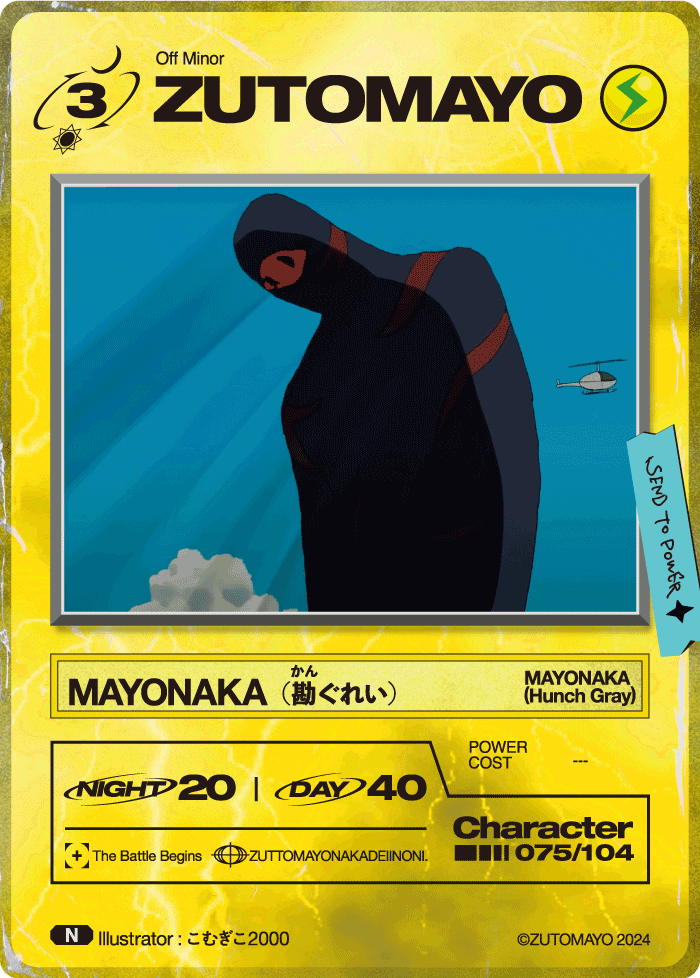 Off Minor
3 ZUTOMAYO
SEND TO POWER
MAYONAKA（勘ぐれい）
かん
MAYONAKA
(Hunch Gray)
NIGHT 20 | DAY 40
POWER
COST ---
The Battle Begins ZUTTOMAYONAKADEIINONI.
Character
075/104
N Illustrator : こむぎこ2000
©ZUTOMAYO 2024